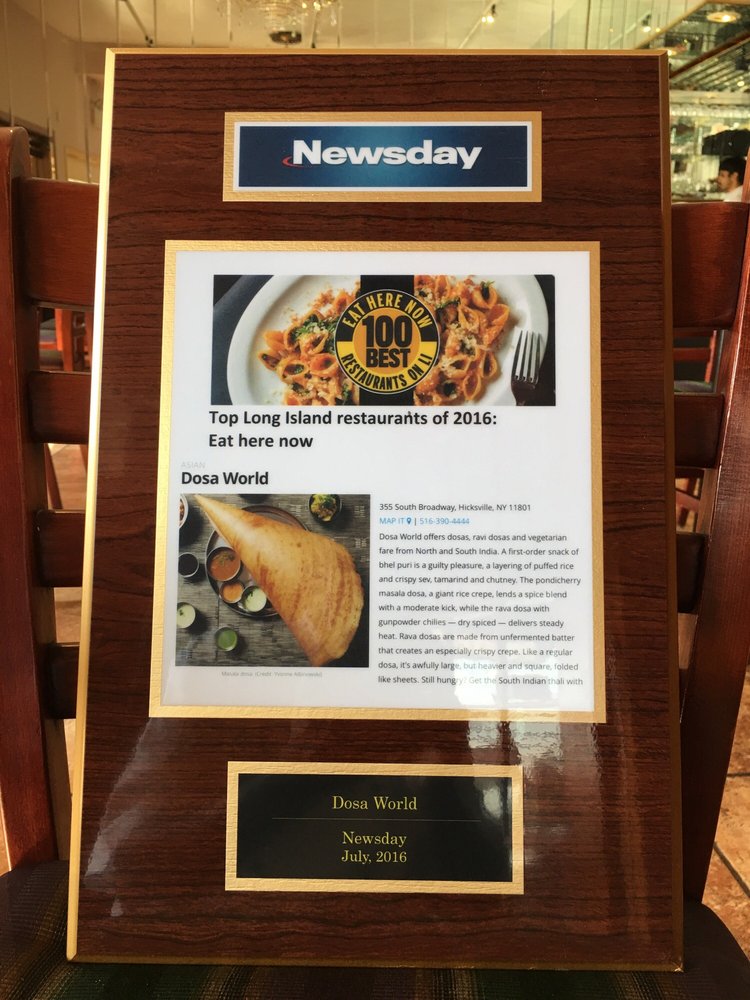 Newsday
EAT HERE NOW
100
BEST
RESTAURANTS ON LI
Top Long Island restaurants of 2016:
Eat here now
ASIAN
Dosa World
355 South Broadway, Hicksville, NY 11801
MAP IT | 516-390-4444
Dosa World offers dosas, ravi dosas and vegetarian
fare from North and South India. A first-order snack of
bhel puri is a guilty pleasure, a layering of puffed rice
and crispy sev, tamarind and chutney. The pondicherry
masala dosa, a giant rice crepe, lends a spice blend
with a moderate kick, while the rava dosa with
gunpowder chilies — dry spiced — delivers steady
heat. Rava dosas are made from unfermented batter
that creates an especially crispy crepe. Like a regular
dosa, it's awfully large, but heavier and square, folded
like sheets. Still hungry? Get the South Indian thali with
Masala dosa. (Credit: Yvonne Albinowski)
Dosa World
Newsday
July, 2016